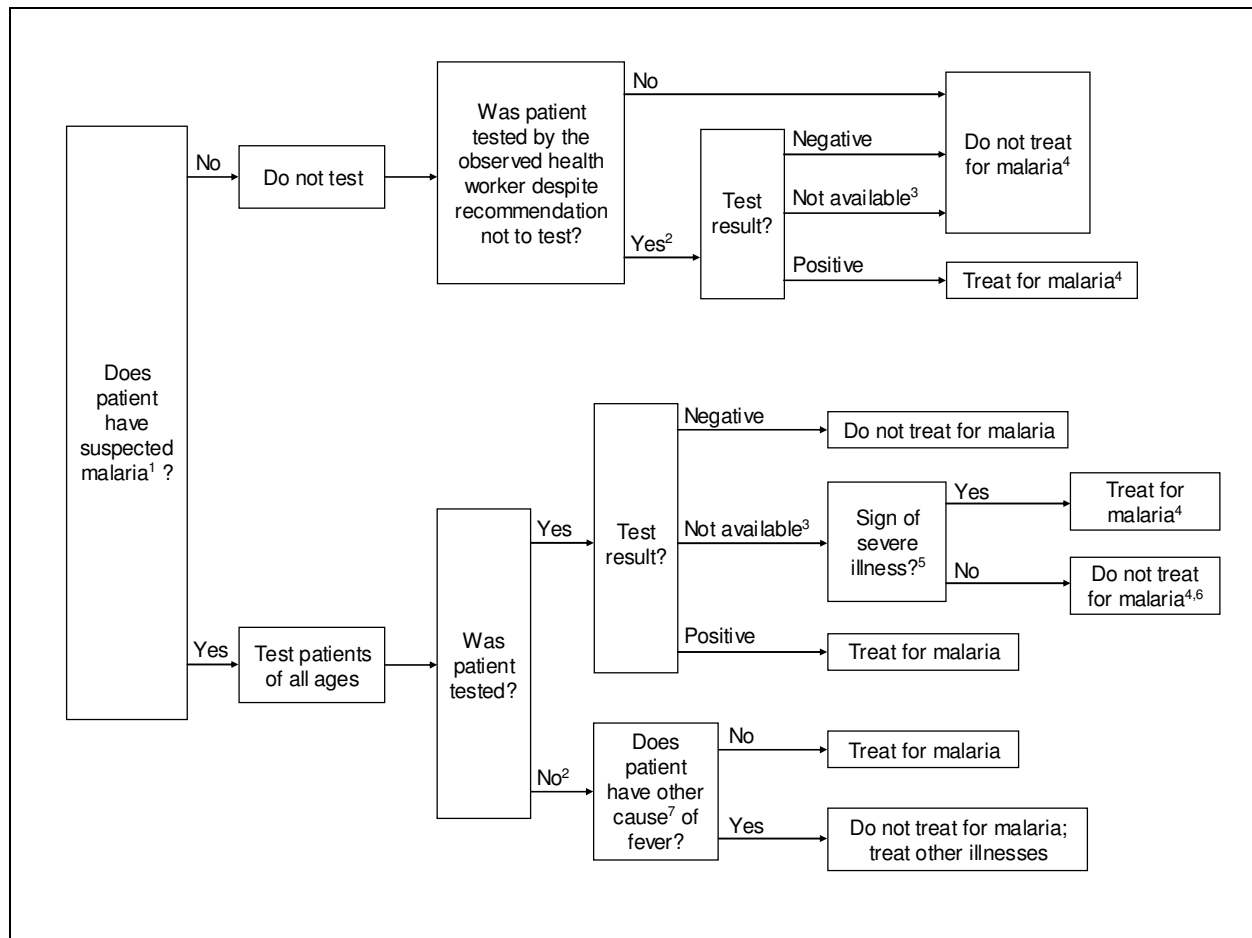 Does
patient
have
suspected
malaria¹ ?
No
Do not test
Was patient
tested by the
observed health
worker despite
recommendation
not to test?
No
Yes²
Test
result?
Negative
Not available³
Positive
Do not treat
for malaria⁴
Treat for malaria⁴
Yes
Test patients
of all ages
Was
patient
tested?
Yes
Test
result?
Negative
Do not treat for malaria
Not available³
Sign of
severe
illness?⁵
Yes
Treat for
malaria⁴
No
Do not treat
for malaria⁴,⁶
Positive
Treat for malaria
No²
Does
patient
have other
cause⁷ of
fever?
No
Treat for malaria
Yes
Do not treat for malaria;
treat other illnesses